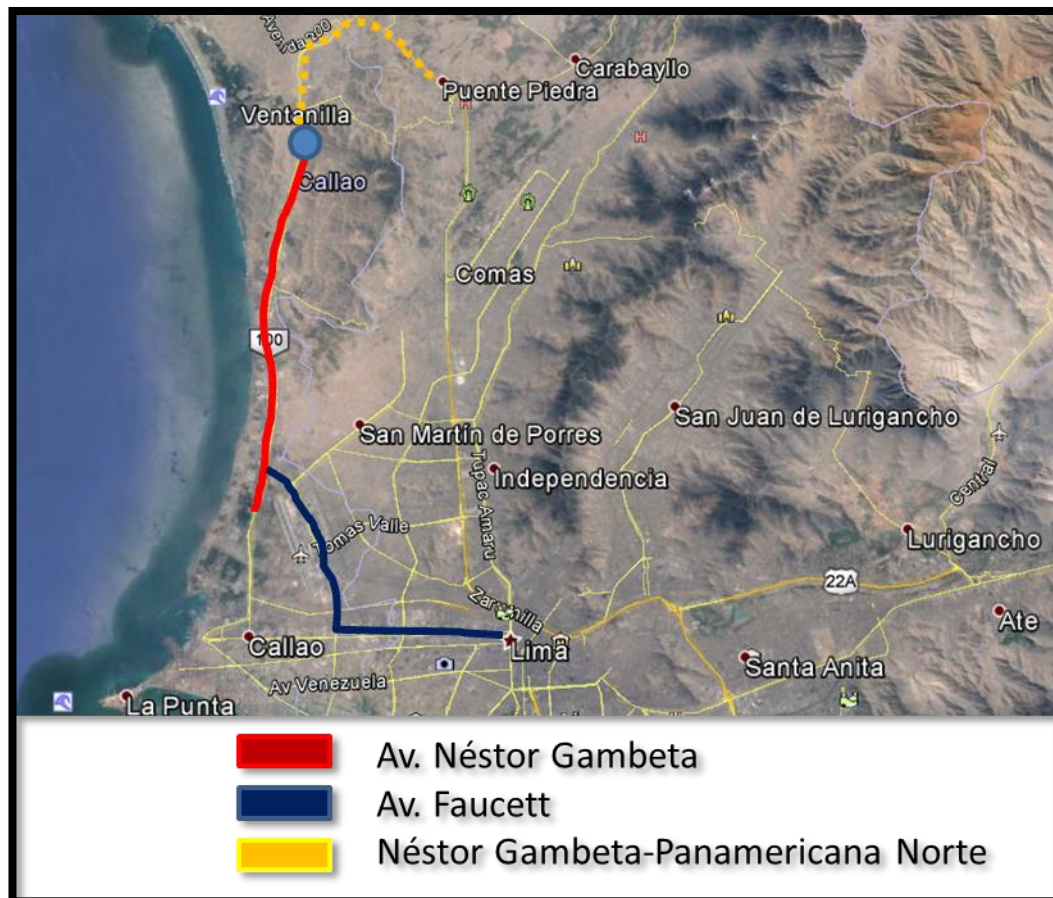 Avenida 200
Carabayllo
Puente Piedra
Ventanilla
Callao
Comas
100
San Juan de Lurigancho
San Martín de Porres
Independencia
Tupac Amaru
Central
Tomas Valle
Lurigancho
22A
Zarumilla
Ate
Callao
Lima
Santa Anita
Av Venezuela
La Punta
Av. Néstor Gambeta
Av. Faucett
Néstor Gambeta-Panamericana Norte